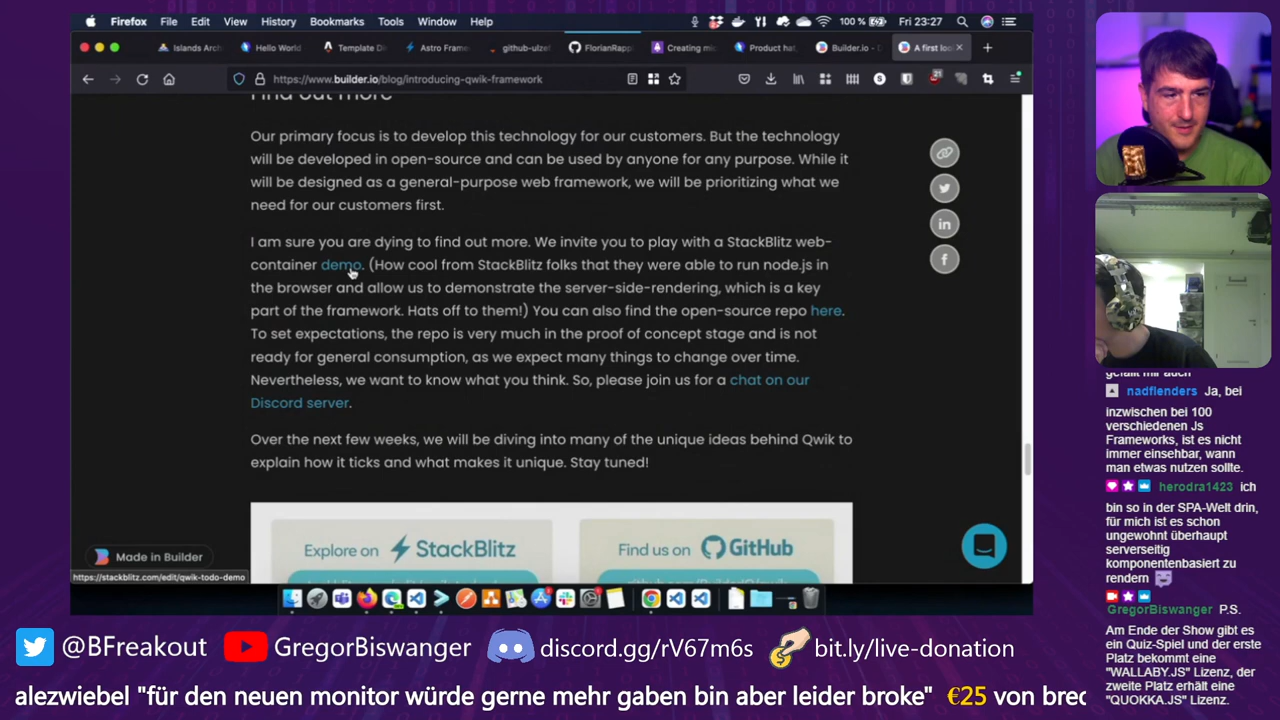 Firefox File Edit View History Bookmarks Tools Window Help
100 % Fri 23:27
Islands Arch
Hello World
Template Di
Astro Frame
github-ulzef
FlorianRapp
Creating mic
Product hat
Builder.io -
A first loo
https://www.builder.io/blog/introducing-qwik-framework
21
Find out more
Our primary focus is to develop this technology for our customers. But the technology
will be developed in open-source and can be used by anyone for any purpose. While it
will be designed as a general-purpose web framework, we will be prioritizing what we
need for our customers first.
I am sure you are dying to find out more. We invite you to play with a StackBlitz web-
container demo. (How cool from StackBlitz folks that they were able to run node.js in
the browser and allow us to demonstrate the server-side-rendering, which is a key
part of the framework. Hats off to them!) You can also find the open-source repo here.
To set expectations, the repo is very much in the proof of concept stage and is not
ready for general consumption, as we expect many things to change over time.
Nevertheless, we want to know what you think. So, please join us for a chat on our
Discord server.
Over the next few weeks, we will be diving into many of the unique ideas behind Qwik to
explain how it ticks and what makes it unique. Stay tuned!
Explore on StackBlitz
Find us on GitHub
Made in Builder
https://stackblitz.com/edit/qwik-todo-demo
gefällt mir auch
nadflenders Ja, bei
inzwischen bei 100
verschiedenen Js
Frameworks, ist es nicht
immer einsehbar, wann
man etwas nutzen sollte.
herodra1423 ich
bin so in der SPA-Welt drin,
für mich ist es schon
ungewohnt überhaupt
serverseitig
komponentenbasiert zu
rendern
GregorBiswanger P.S.
Am Ende der Show gibt es
ein Quiz-Spiel und der erste
Platz bekommt eine
"WALLABY.JS" Lizenz, der
zweite Platz erhält eine
"QUOKKA.JS" Lizenz.
@BFreakout GregorBiswanger discord.gg/rV67m6s bit.ly/live-donation
alezwiebel "für den neuen monitor würde gerne mehr gaben bin aber leider broke" €25 von brec